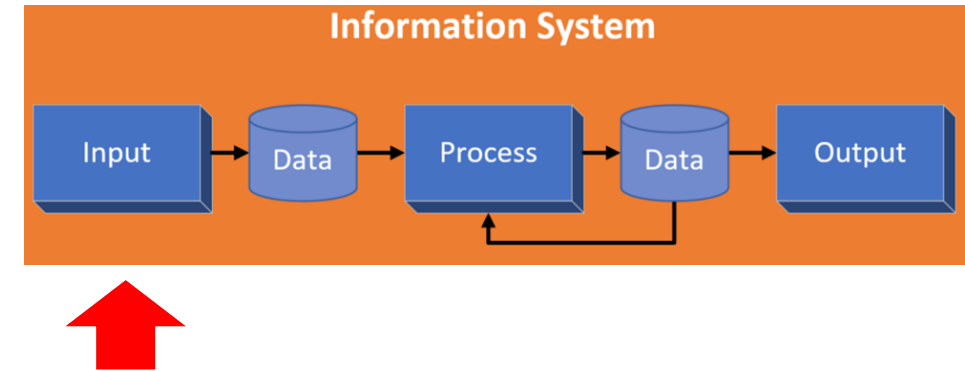 Information System
Input
Data
Process
Data
Output